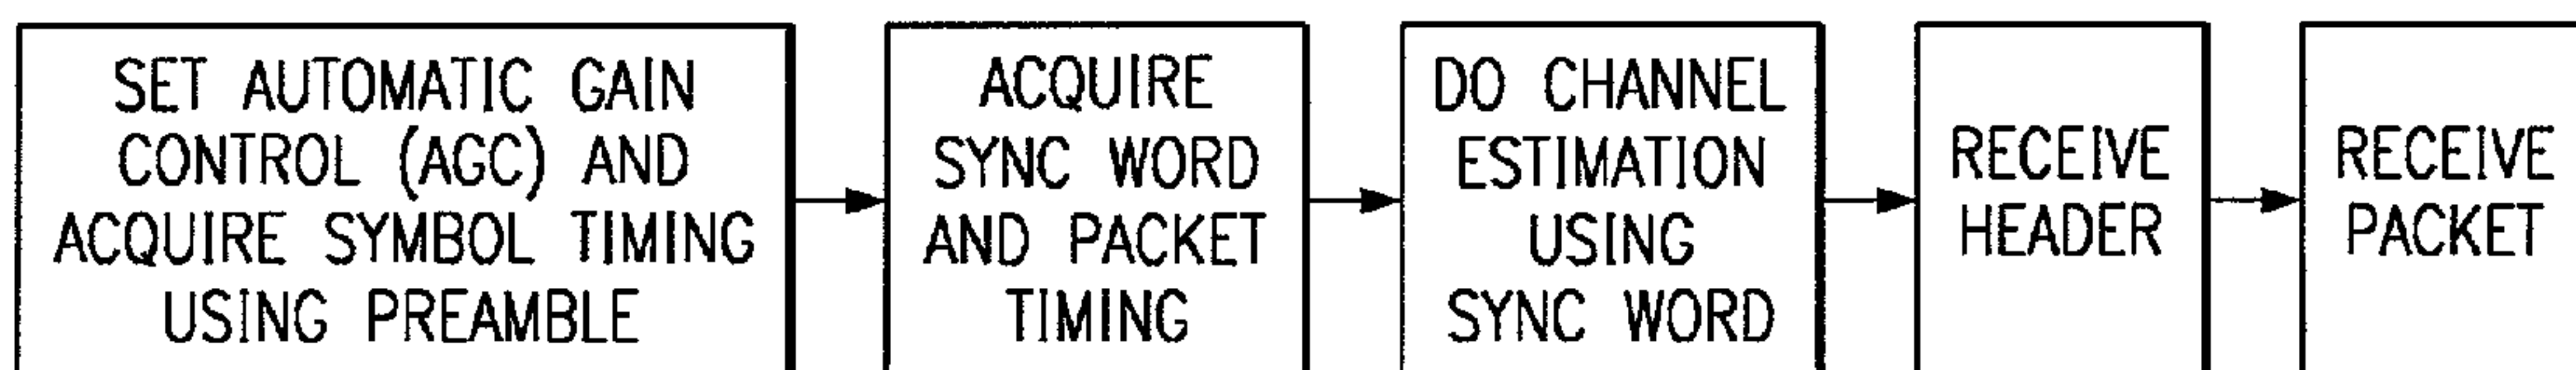 SET AUTOMATIC GAIN
CONTROL (AGC) AND
ACQUIRE SYMBOL TIMING
USING PREAMBLE
ACQUIRE
SYNC WORD
AND PACKET
TIMING
DO CHANNEL
ESTIMATION
USING
SYNC WORD
RECEIVE
HEADER
RECEIVE
PACKET